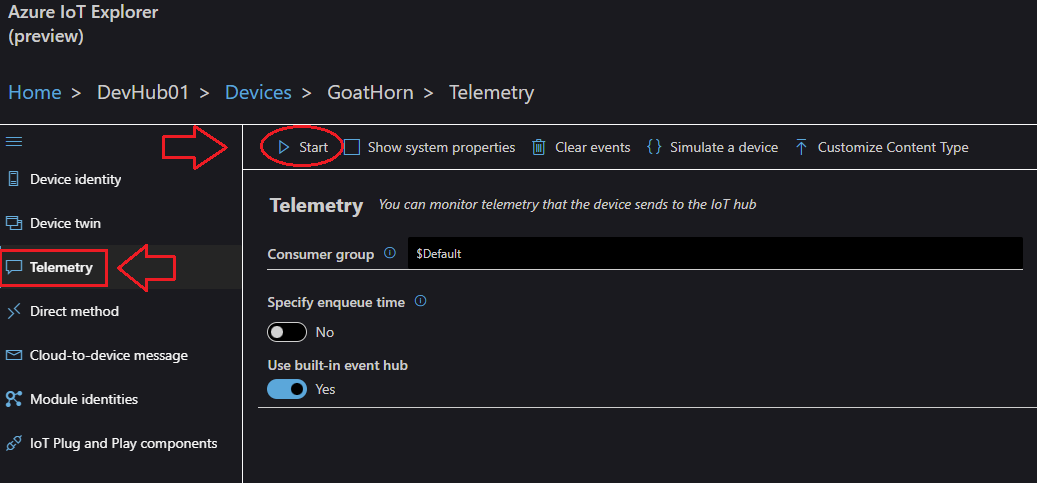 Azure IoT Explorer
(preview)
Home > DevHub01 > Devices > GoatHorn > Telemetry
Start Show system properties Clear events {} Simulate a device Customize Content Type
Device identity
Device twin
Telemetry
Direct method
Cloud-to-device message
Module identities
IoT Plug and Play components
Telemetry You can monitor telemetry that the device sends to the IoT hub
Consumer group $Default
Specify enqueue time
No
Use built-in event hub
Yes